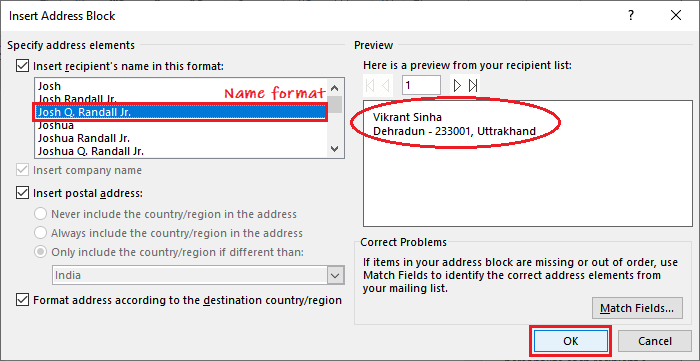 Insert Address Block
?
Specify address elements
Insert recipient's name in this format:
Josh
Josh Randall Jr.
Josh Q. Randall Jr.
Joshua
Joshua Randall Jr.
Joshua Q. Randall Jr.
Name format
Insert company name
Insert postal address:
Never include the country/region in the address
Always include the country/region in the address
Only include the country/region if different than:
India
Format address according to the destination country/region
Preview
Here is a preview from your recipient list:
1
Vikrant Sinha
Dehradun - 233001, Uttrakhand
Correct Problems
If items in your address block are missing or out of order, use
Match Fields to identify the correct address elements from
your mailing list.
Match Fields...
OK
Cancel